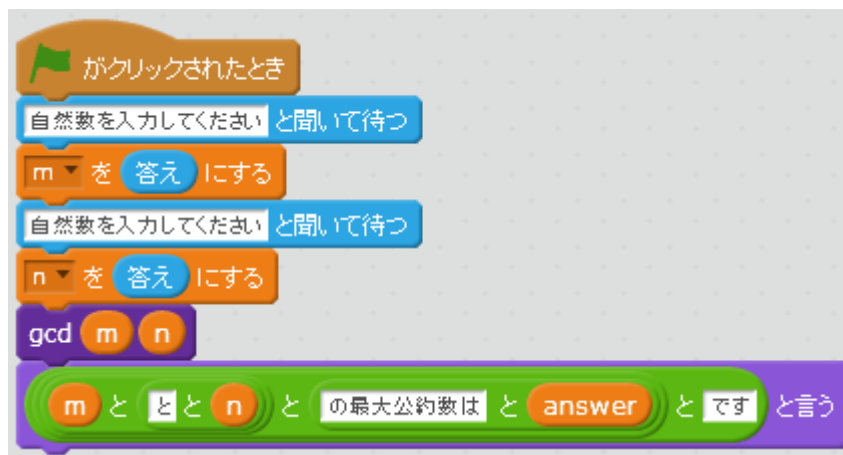 がクリックされたとき
自然数を入力してください と聞いて待つ
m を 答え にする
自然数を入力してください と聞いて待つ
n を 答え にする
gcd m n
m と と と n と の最大公約数は と answer と です と言う